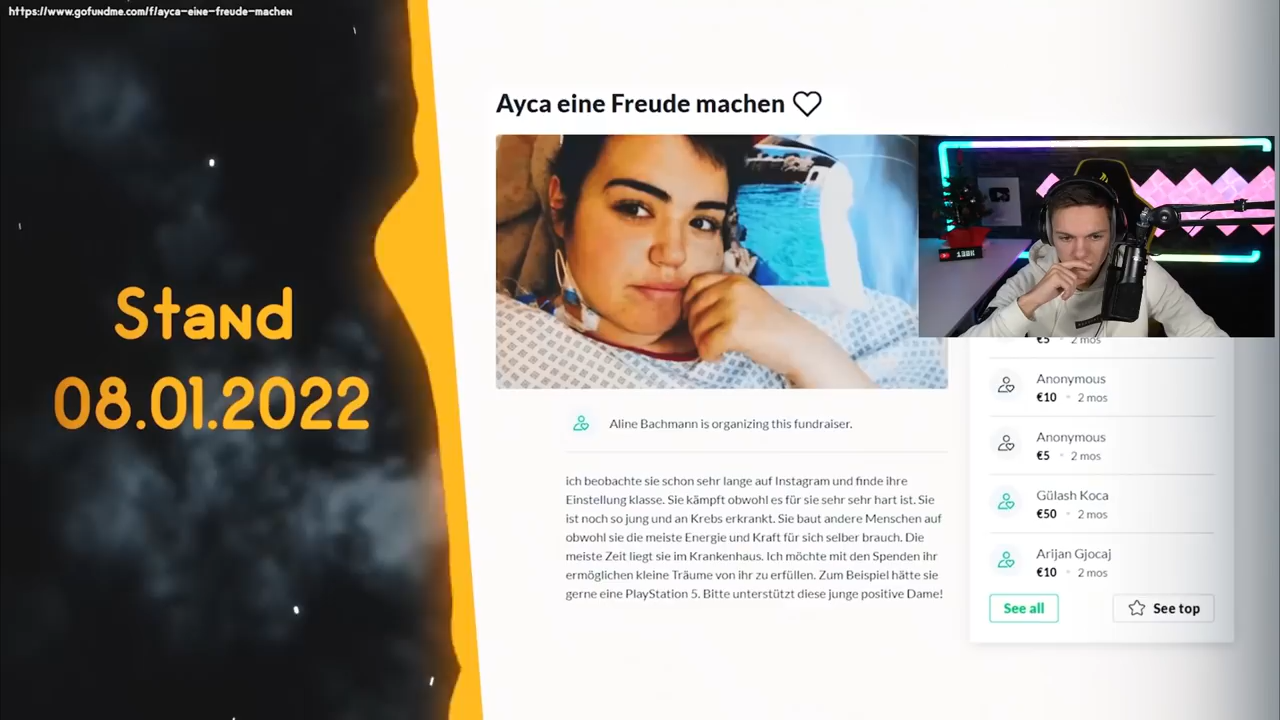 https://www.gofundme.com/f/ayca-eine-freude-machen
Stand
08.01.2022
Ayca eine Freude machen
138K
Aline Bachmann is organizing this fundraiser.
ich beobachte sie schon sehr lange auf Instagram und finde ihre
Einstellung klasse. Sie kämpft obwohl es für sie sehr sehr hart ist. Sie
ist noch so jung und an Krebs erkrankt. Sie baut andere Menschen auf
obwohl sie die meiste Energie und Kraft für sich selber brauch. Die
meiste Zeit liegt sie im Krankenhaus. Ich möchte mit den Spenden ihr
ermöglichen kleine Träume von ihr zu erfüllen. Zum Beispiel hätte sie
gerne eine PlayStation 5. Bitte unterstützt diese junge positive Dame!
€5 • 2 mos
Anonymous
€10 • 2 mos
Anonymous
€5 • 2 mos
Gülash Koca
€50 • 2 mos
Arijan Gjocaj
€10 • 2 mos
See all
See top